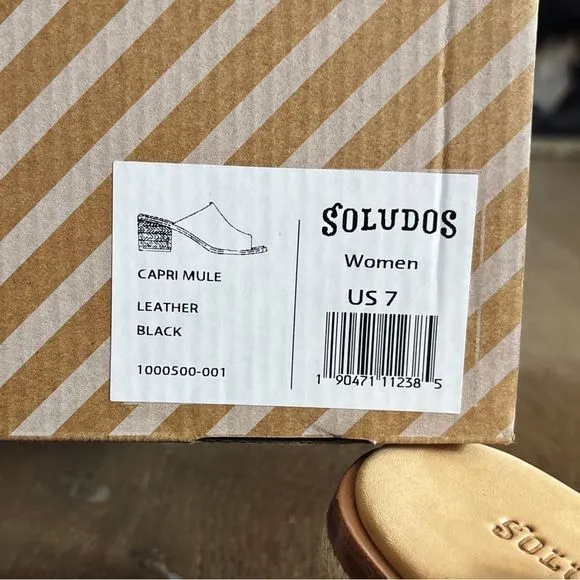 CAPRI MULE
LEATHER
BLACK
1000500-001
SOLUDOS
Women
US 7
1 90471 11238 5